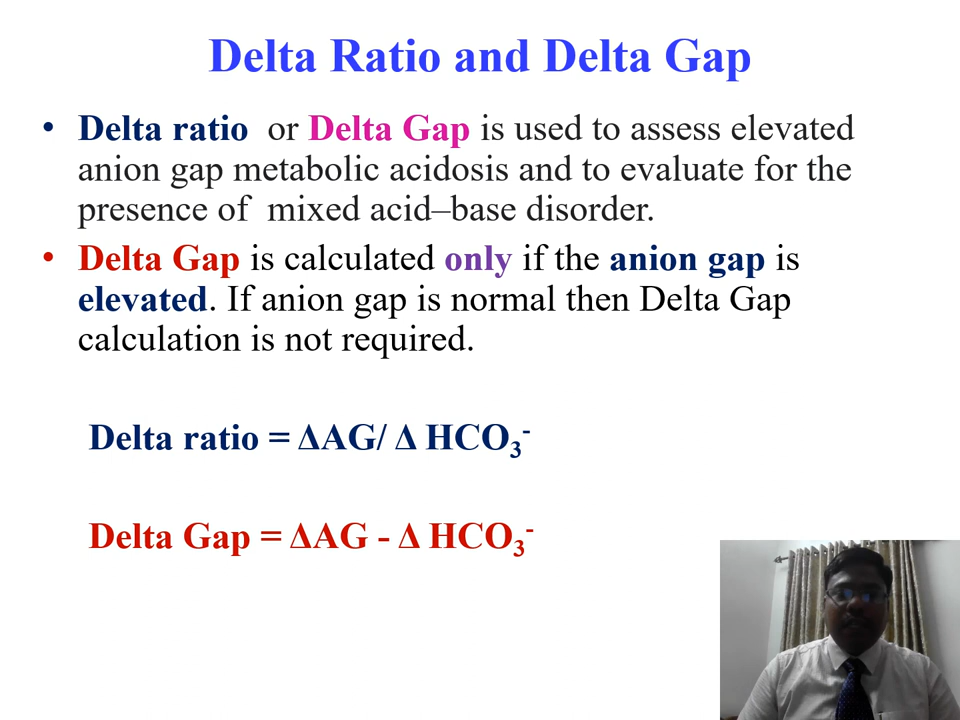 Delta Ratio and Delta Gap
• Delta ratio or Delta Gap is used to assess elevated
anion gap metabolic acidosis and to evaluate for the
presence of mixed acid–base disorder.
• Delta Gap is calculated only if the anion gap is
elevated. If anion gap is normal then Delta Gap
calculation is not required.
Delta ratio = ΔAG/ Δ HCO₃⁻
Delta Gap = ΔAG - Δ HCO₃⁻